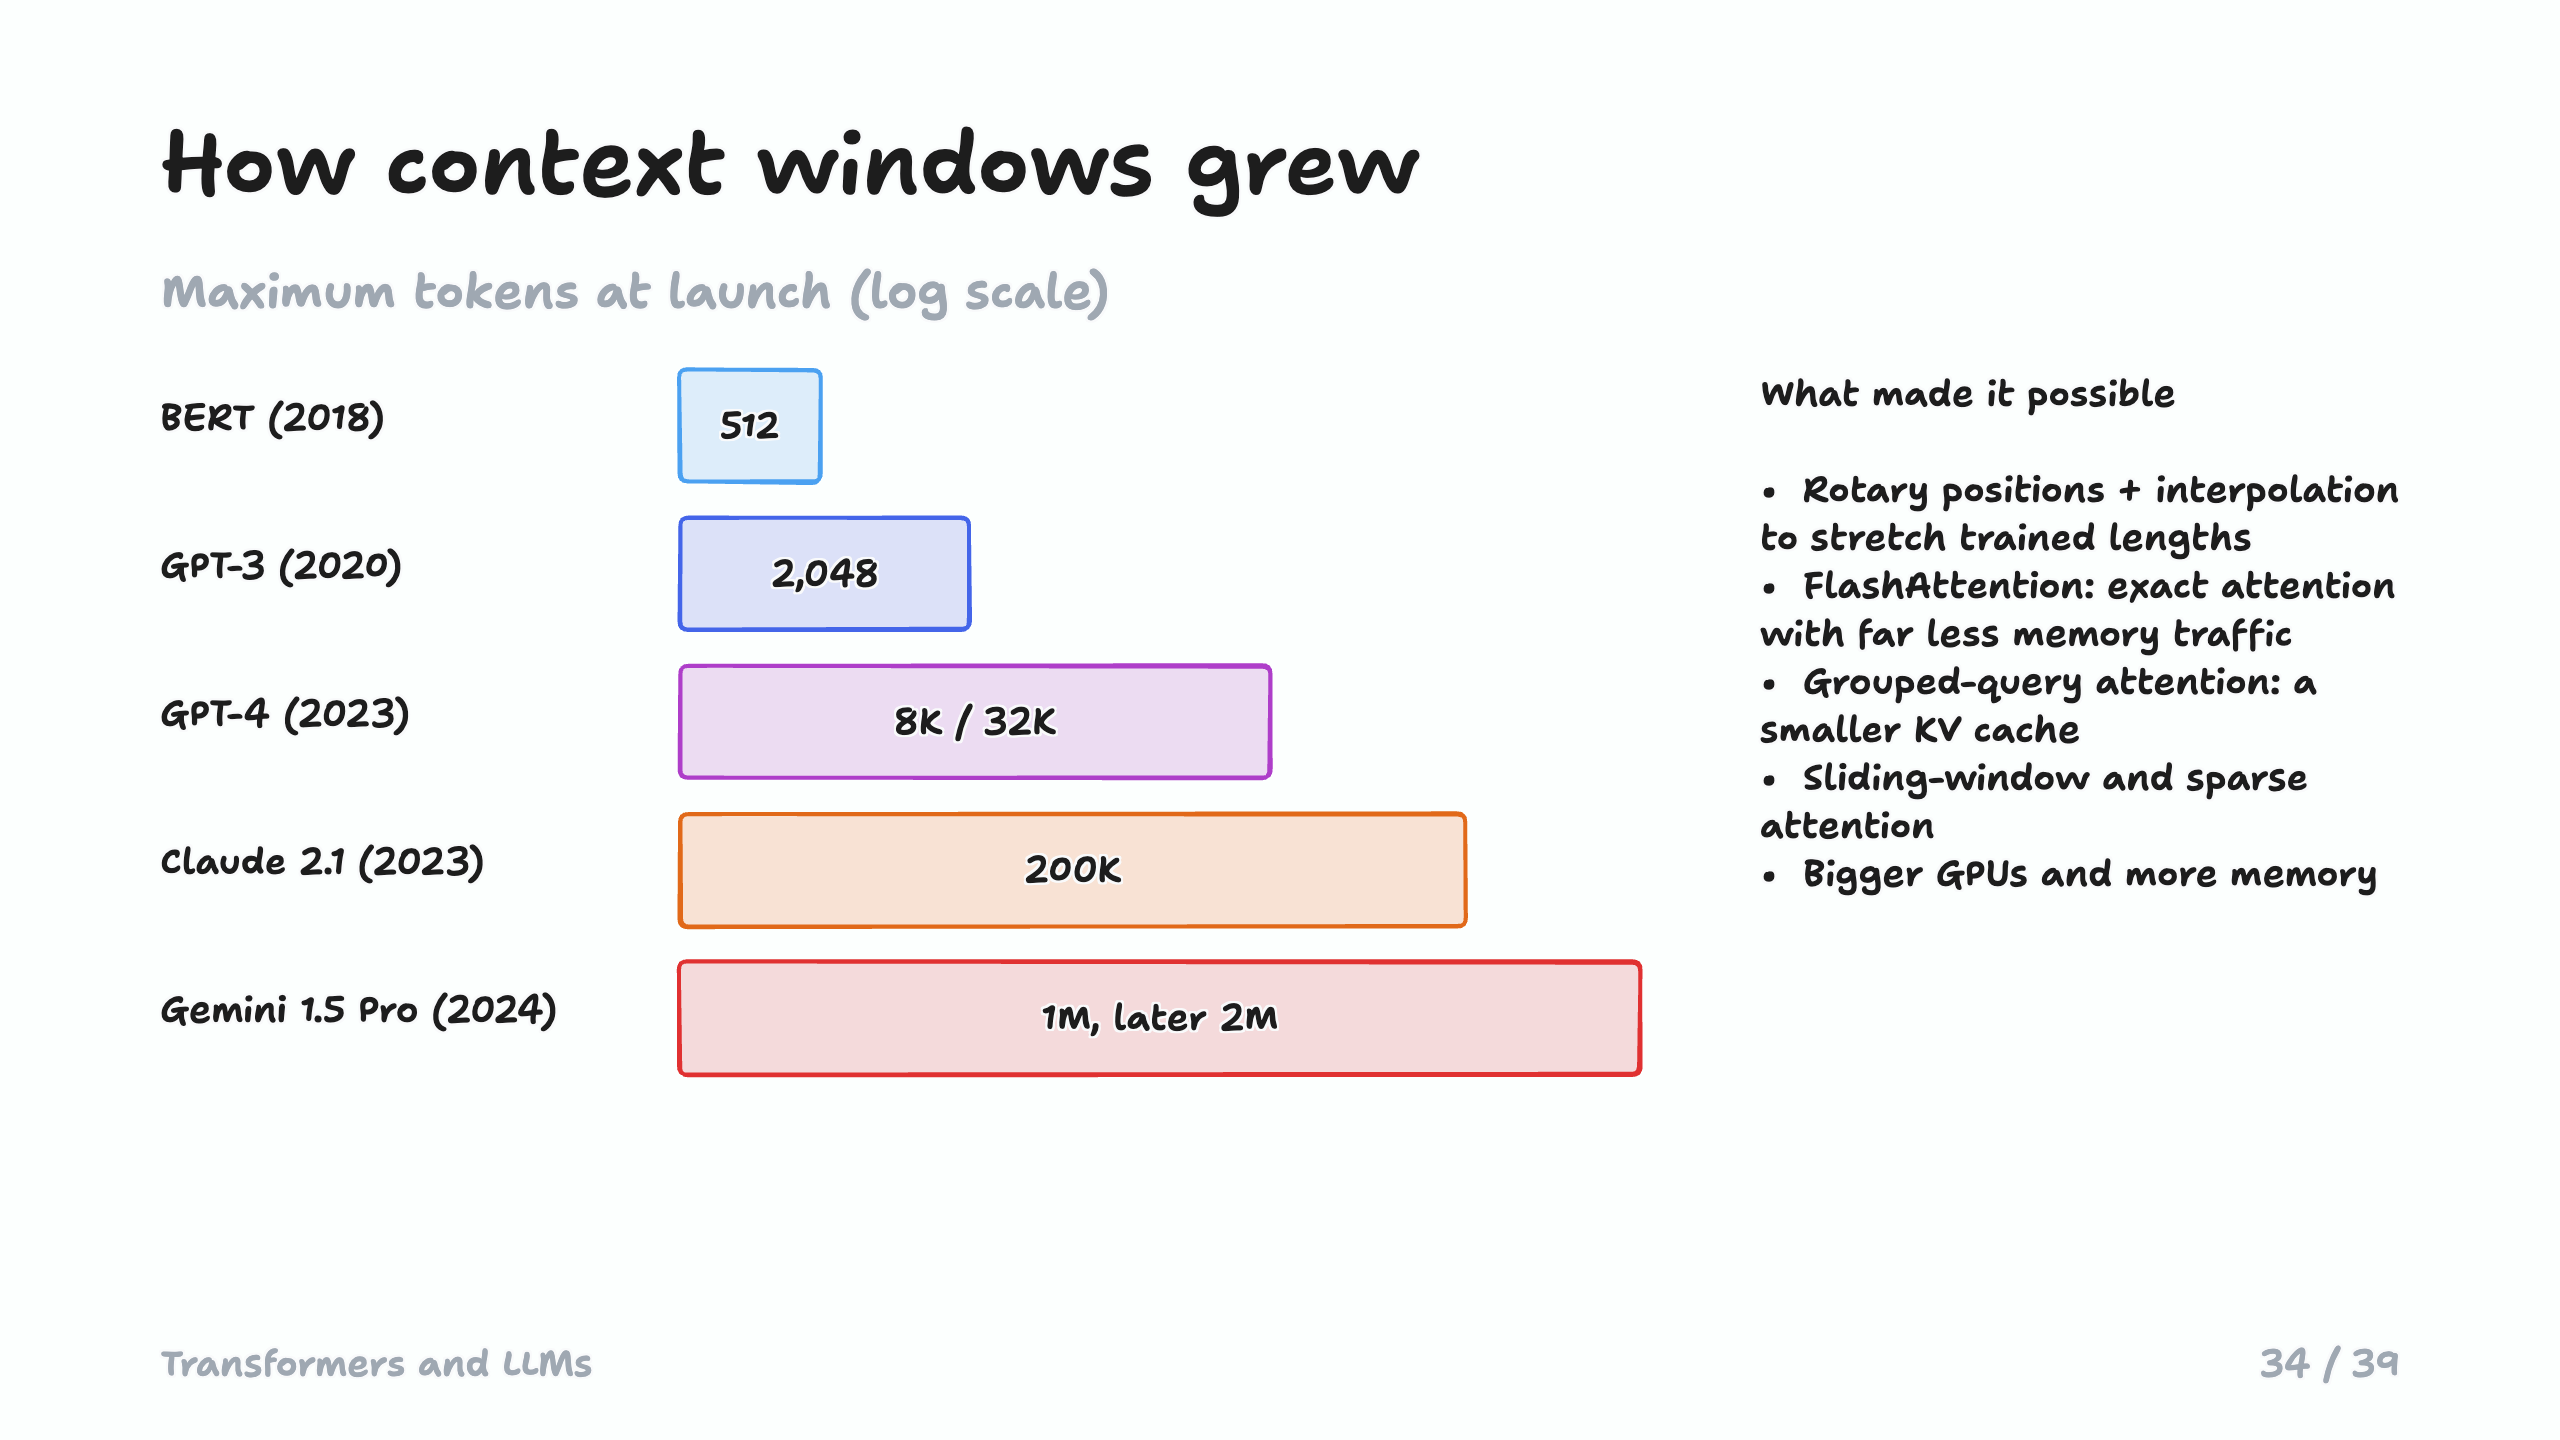 How context windows grew
Maximum tokens at launch (log scale)
BERT (2018)
512
GPT-3 (2020)
2,048
GPT-4 (2023)
8K / 32K
Claude 2.1 (2023)
200K
Gemini 1.5 Pro (2024)
1M, later 2M
What made it possible
• Rotary positions + interpolation
to stretch trained lengths
• FlashAttention: exact attention
with far less memory traffic
• Grouped-query attention: a
smaller KV cache
• Sliding-window and sparse
attention
• Bigger GPUs and more memory
Transformers and LLMs
34 / 39